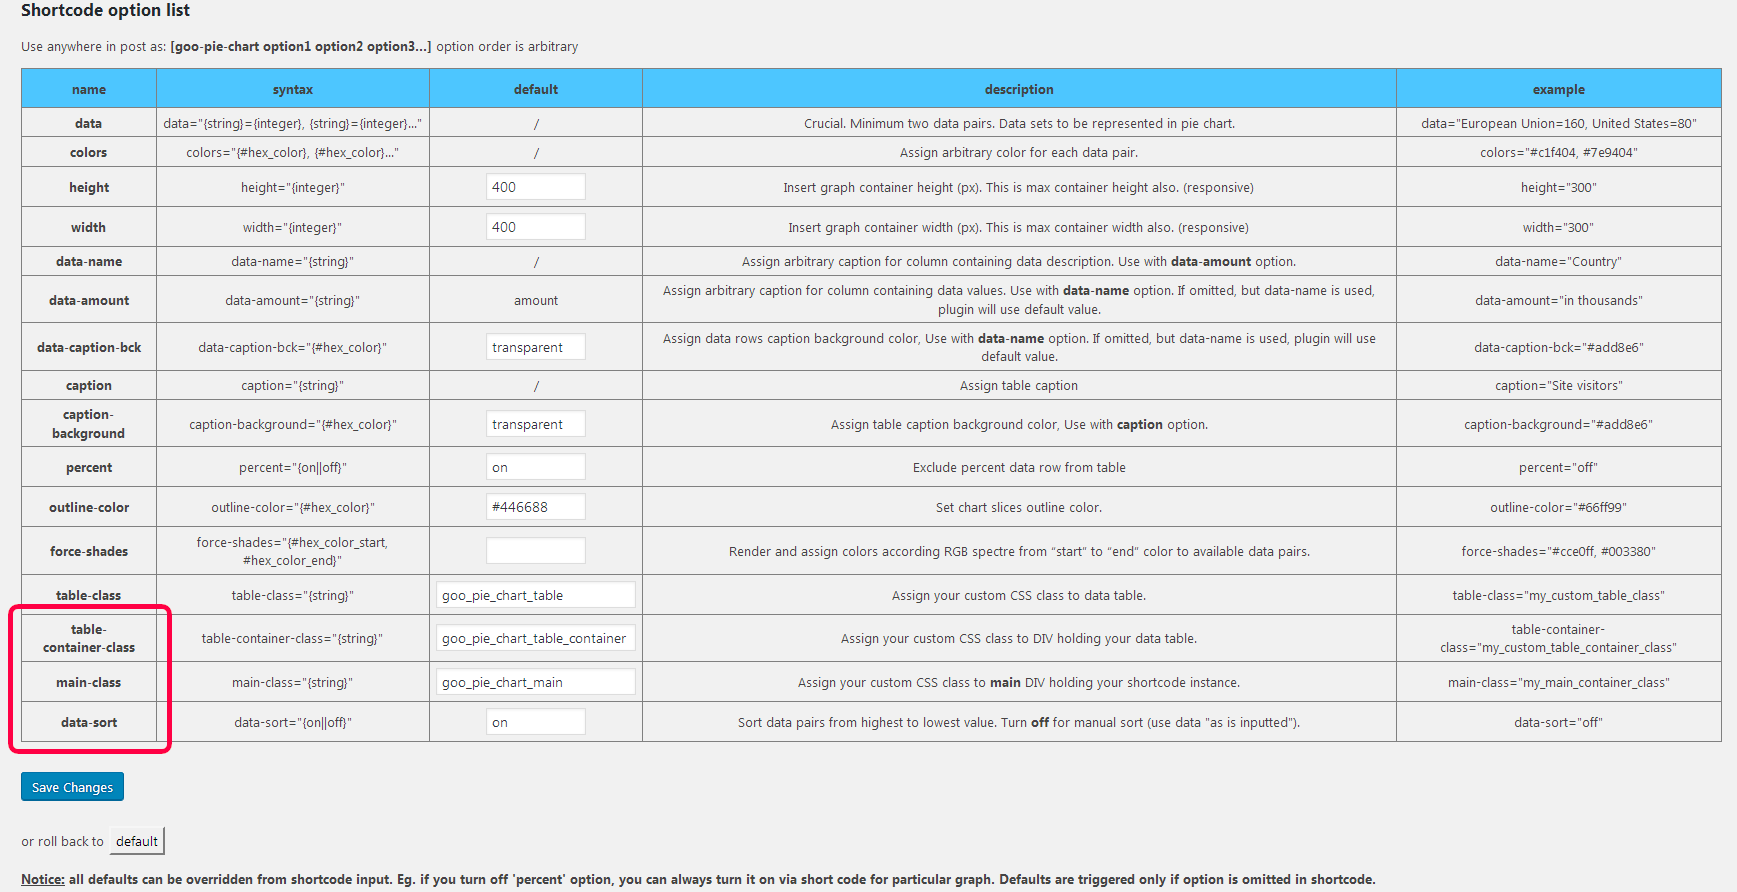 Shortcode option list
Use anywhere in post as: [goo-pie-chart option1 option2 option3...] option order is arbitrary
name syntax default description example
data data="{string}={integer}, {string}={integer}..." / Crucial. Minimum two data pairs. Data sets to be represented in pie chart. data="European Union=160, United States=80"
colors colors="{#hex_color}, {#hex_color}..." / Assign arbitrary color for each data pair. colors="#c1f404, #7e9404"
height height="{integer}" 400 Insert graph container height (px). This is max container height also. (responsive) height="300"
width width="{integer}" 400 Insert graph container width (px). This is max container width also. (responsive) width="300"
data-name data-name="{string}" / Assign arbitrary caption for column containing data description. Use with data-amount option. data-name="Country"
data-amount data-amount="{string}" amount Assign arbitrary caption for column containing data values. Use with data-name option. If omitted, but data-name is used,
plugin will use default value. data-amount="in thousands"
data-caption-bck data-caption-bck="{#hex_color}" transparent Assign data rows caption background color, Use with data-name option. If omitted, but data-name is used, plugin will use
default value. data-caption-bck="#add8e6"
caption caption="{string}" / Assign table caption caption="Site visitors"
caption-
background caption-background="{#hex_color}" transparent Assign table caption background color, Use with caption option. caption-background="#add8e6"
percent percent="{on||off}" on Exclude percent data row from table percent="off"
outline-color outline-color="{#hex_color}" #446688 Set chart slices outline color. outline-color="#66ff99"
force-shades force-shades="{#hex_color_start,
#hex_color_end}" Render and assign colors according RGB spectre from “start” to “end” color to available data pairs. force-shades="#cce0ff, #003380"
table-class table-class="{string}" goo_pie_chart_table Assign your custom CSS class to data table. table-class="my_custom_table_class"
table-
container-class table-container-class="{string}" goo_pie_chart_table_container Assign your custom CSS class to DIV holding your data table. table-container-
class="my_custom_table_container_class"
main-class main-class="{string}" goo_pie_chart_main Assign your custom CSS class to main DIV holding your shortcode instance. main-class="my_main_container_class"
data-sort data-sort="{on||off}" on Sort data pairs from highest to lowest value. Turn off for manual sort (use data "as is inputted"). data-sort="off"
Save Changes
or roll back to default
Notice: all defaults can be overridden from shortcode input. Eg. if you turn off 'percent' option, you can always turn it on via short code for particular graph. Defaults are triggered only if option is omitted in shortcode.